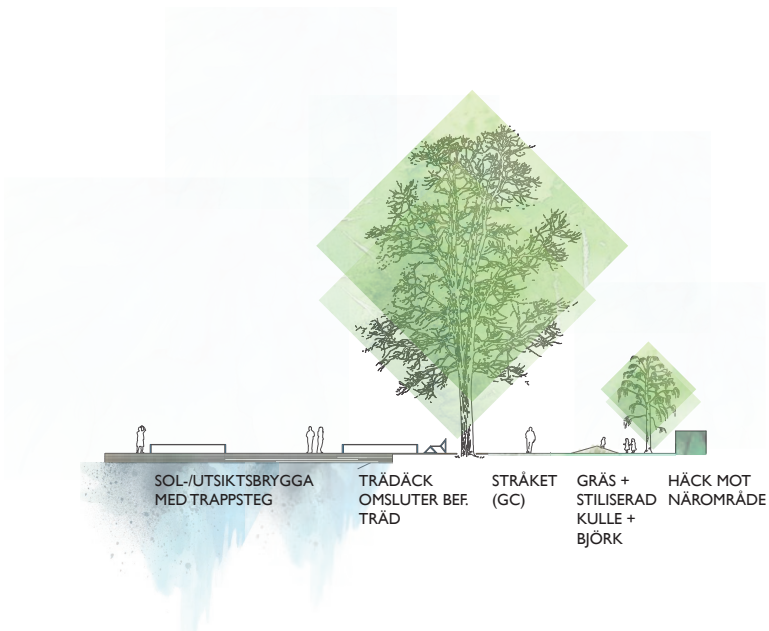 SOL-/UTSIKTSBRYGGA
MED TRAPPSTEG
TRÄDÄCK
OMSLUTER BEF.
TRÄD
STRÅKET
(GC)
GRÄS +
STILISERAD
KULLE +
BJÖRK
HÄCK MOT
NÄROMRÅDE